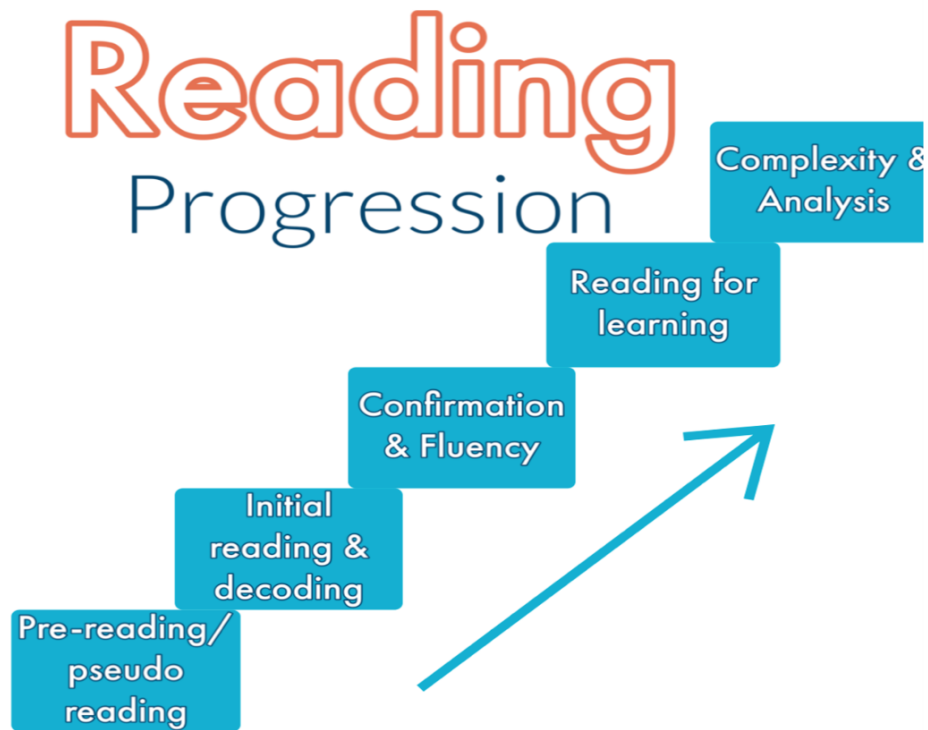 Reading
Progression
Complexity &
Analysis
Reading for
learning
Confirmation
& Fluency
Initial
reading &
decoding
Pre-reading/
pseudo
reading